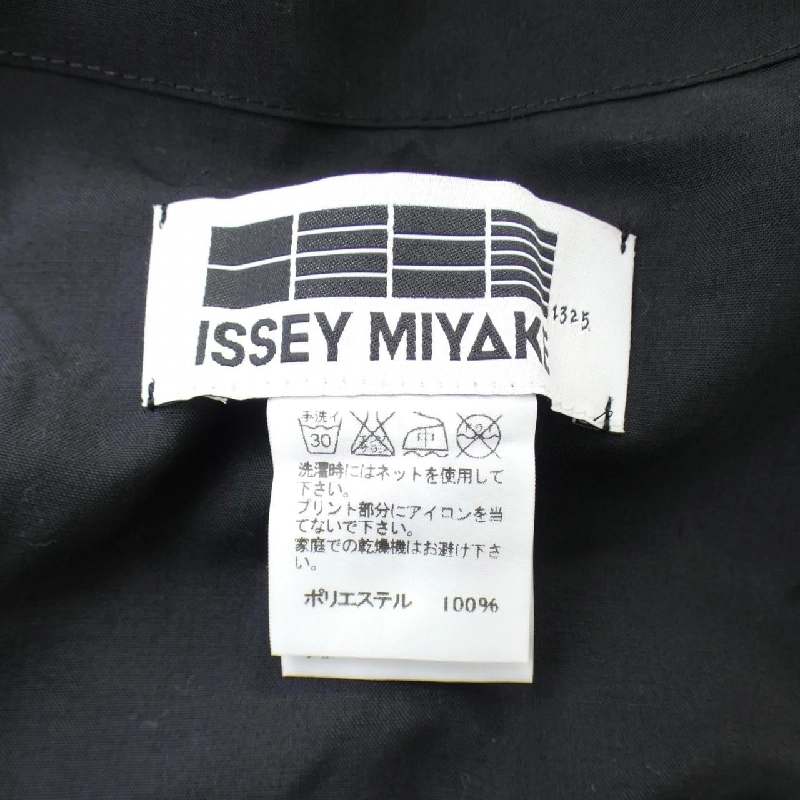 1325.
ISSEY MIYAKE
手洗イ
30
洗濯時にはネットを使用して
下さい。
プリント部分にアイロンを当
てないで下さい。
家庭での乾燥機はお避け下さ
い。
ポリエステル 100%